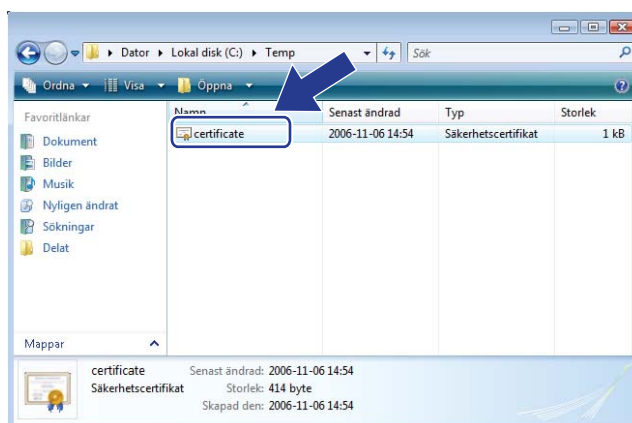 Dator Lokal disk (C:) Temp Sök
Ordna Visa Öppna
Favoritlänkar
Dokument
Bilder
Musik
Nyligen ändrat
Sökningar
Delat
Mappar
Namn Senast ändrad Typ Storlek
certificate 2006-11-06 14:54 Säkerhetscertifikat 1 kB
certificate Senast ändrad: 2006-11-06 14:54
Säkerhetscertifikat Storlek: 414 byte
Skapad den: 2006-11-06 14:54